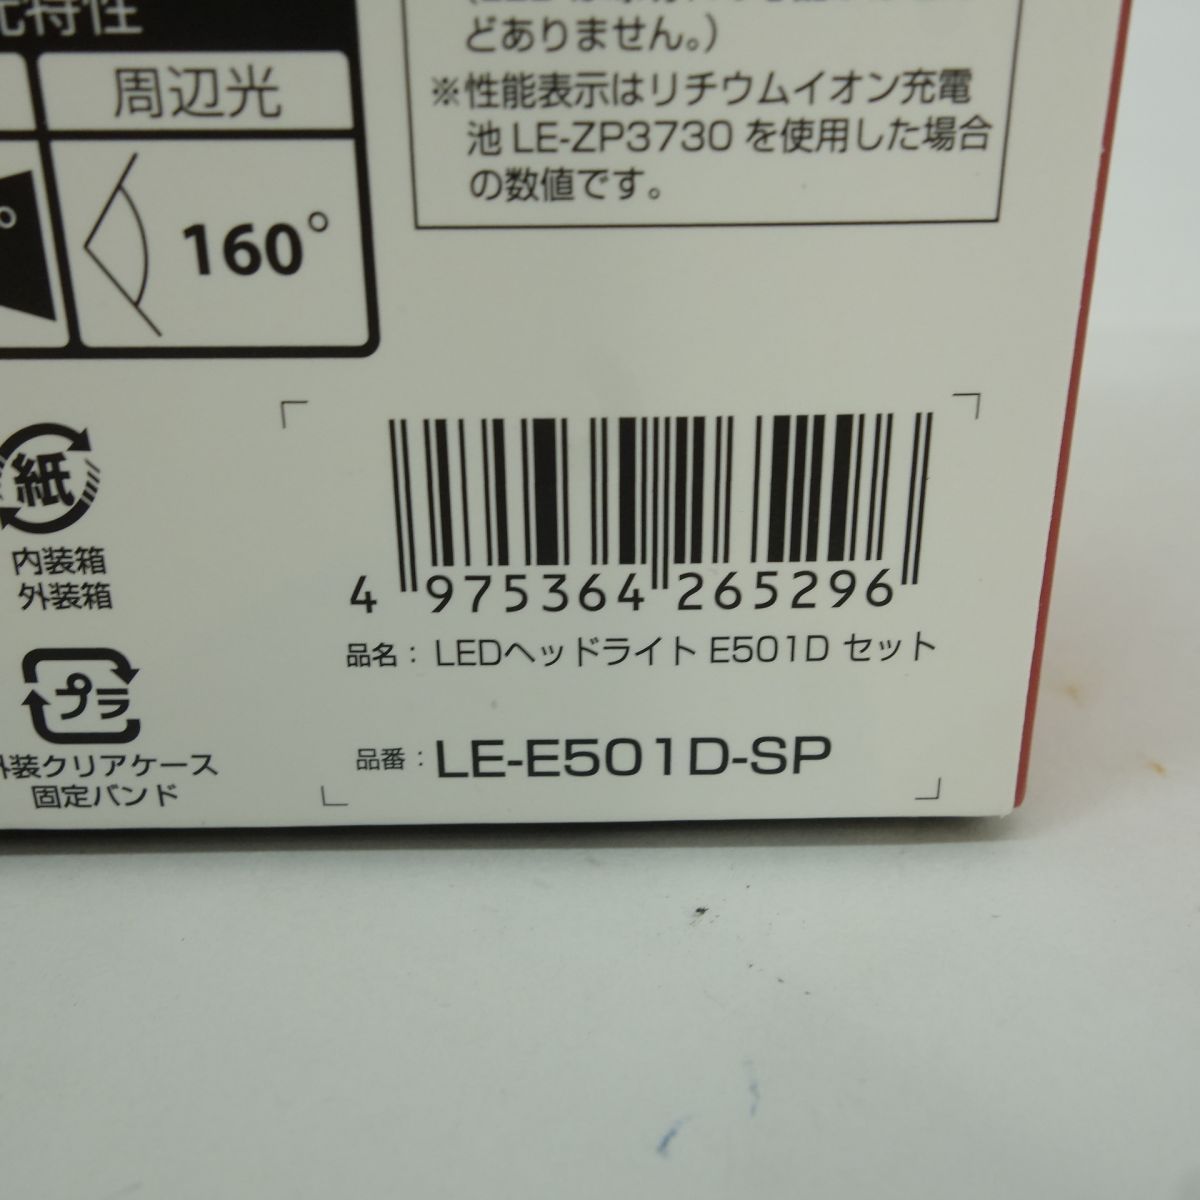 特性
周辺光
160°
どありません。)
※性能表示はリチウムイオン充電
池 LE-ZP3730 を使用した場合
の数値です。
紙
内装箱
外装箱
プラ
外装クリアケース
固定バンド
4 975364 265296
品名： LEDヘッドライト E501D セット
品番： LE-E501D-SP